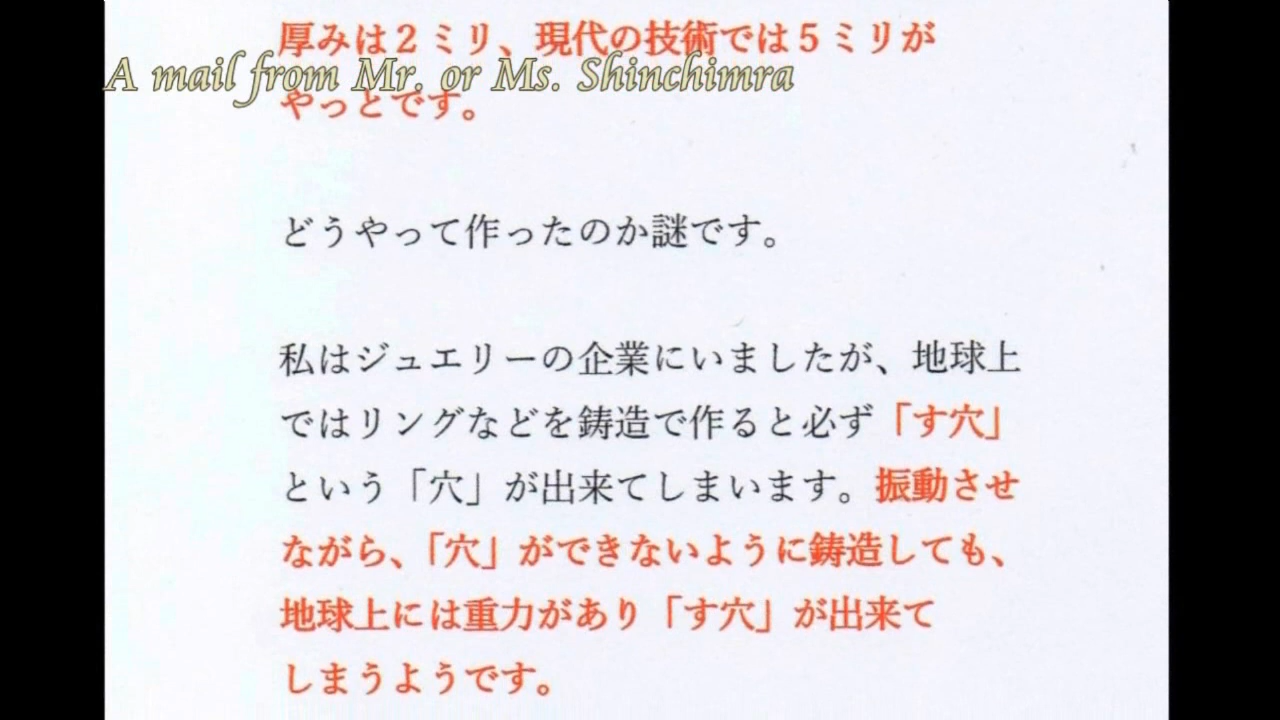 厚みは２ミリ、現代の技術では５ミリが
A mail from Mr. or Ms. Shinchimra
やっとです。
どうやって作ったのか謎です。
私はジュエリーの企業にいましたが、地球上
ではリングなどを鋳造で作ると必ず「す穴」
という「穴」が出来てしまいます。振動させ
ながら、「穴」ができないように鋳造しても、
地球上には重力があり「す穴」が出来て
しまうようです。